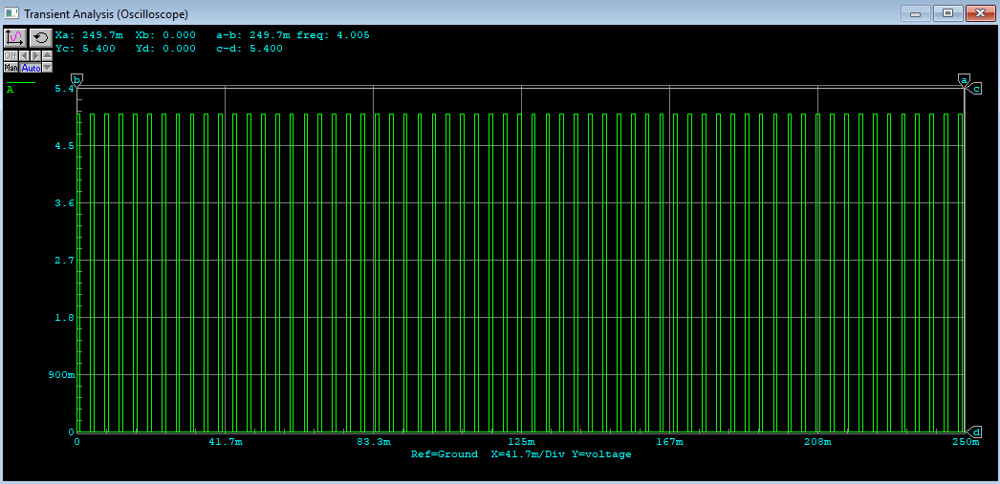 Transient Analysis (Oscilloscope)
Xa: 249.7m Xb: 0.000 a-b: 249.7m freq: 4.005
Yc: 5.400 Yd: 0.000 c-d: 5.400
Off
Man Auto
A
b a
5.4 c
4.5
3.6
2.7
1.8
900m
0 d
0 41.7m 83.3m 125m 167m 208m 250m
Ref=Ground X=41.7m/Div Y=voltage